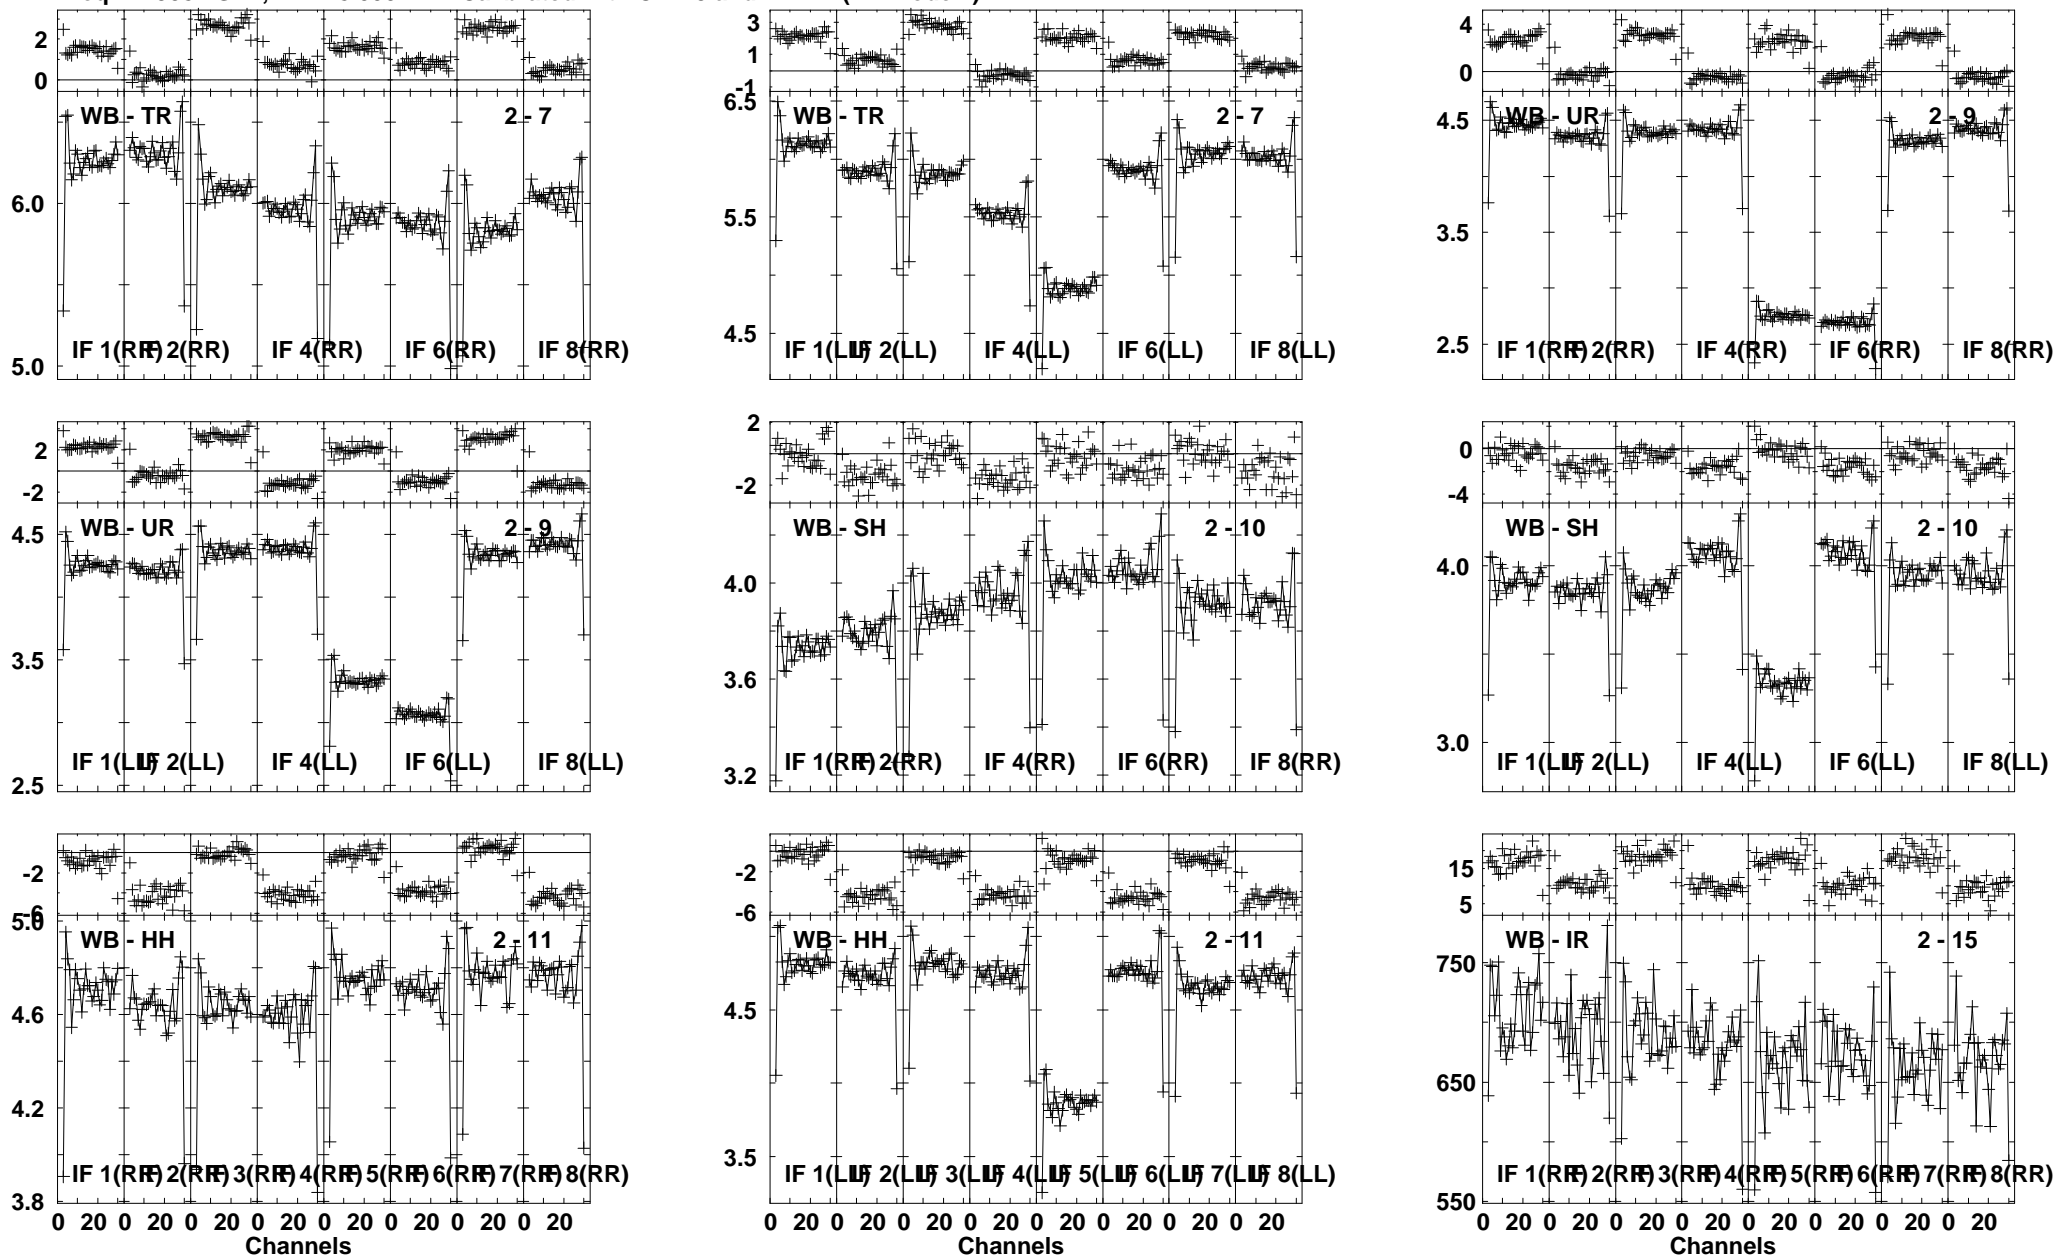 2
0
WB - TR 2 - 7
6.0
5.0
IF 1(RR) IF 2(RR) IF 4(RR) IF 6(RR) IF 8(RR)
3
1
-1
6.5
WB - TR 2 - 7
5.5
4.5
IF 1(LL) IF 2(LL) IF 4(LL) IF 6(LL) IF 8(LL)
4
0
WB - UR 2 - 9
4.5
3.5
2.5
IF 1(RR) IF 2(RR) IF 4(RR) IF 6(RR) IF 8(RR)
2
-2
WB - UR 2 - 9
4.5
3.5
IF 1(LL) IF 2(LL) IF 4(LL) IF 6(LL) IF 8(LL)
2.5
2
-2
WB - SH 2 - 10
4.0
3.6
IF 1(RR) IF 2(RR) IF 4(RR) IF 6(RR) IF 8(RR)
3.2
0
-4
WB - SH 2 - 10
4.0
3.0
IF 1(LL) IF 2(LL) IF 4(LL) IF 6(LL) IF 8(LL)
-2
-6
5.0
WB - HH 2 - 11
4.6
4.2
IF 1(RR) IF 2(RR) IF 3(RR) IF 4(RR) IF 5(RR) IF 6(RR) IF 7(RR) IF 8(RR)
3.8
0 20 0 20 0 20 0 20 0 20 0 20 0 20 0 20
Channels
-2
-6
WB - HH 2 - 11
4.5
3.5
IF 1(LL) IF 2(LL) IF 3(LL) IF 4(LL) IF 5(LL) IF 6(LL) IF 7(LL) IF 8(LL)
0 20 0 20 0 20 0 20 0 20 0 20 0 20 0 20
Channels
15
5
WB - IR 2 - 15
750
650
IF 1(RR) IF 2(RR) IF 3(RR) IF 4(RR) IF 5(RR) IF 6(RR) IF 7(RR) IF 8(RR)
550
0 20 0 20 0 20 0 20 0 20 0 20 0 20 0 20
Channels